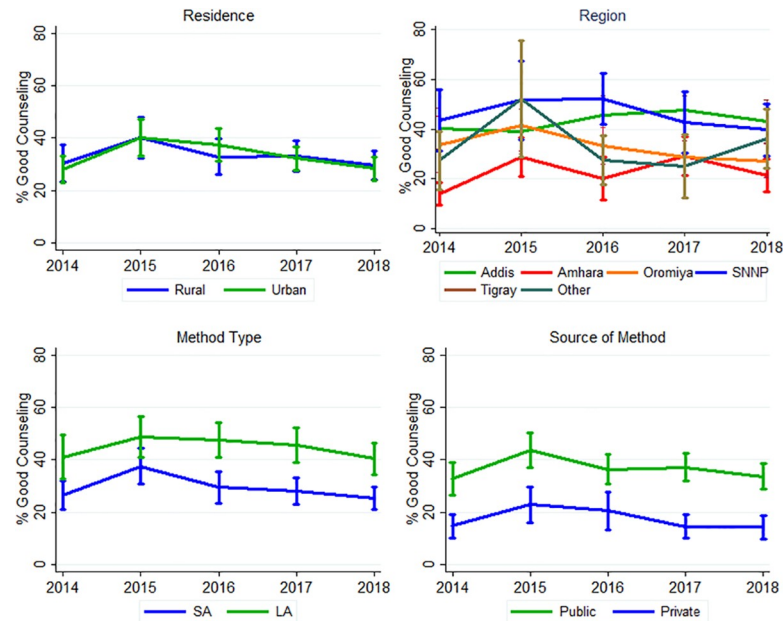 Residence
% Good Counseling
80
60
40
20
0
2014 2015 2016 2017 2018
Rural Urban
Region
% Good Counseling
80
60
40
20
0
2014 2015 2016 2017 2018
Addis Amhara Oromiya SNNP
Tigray Other
Method Type
% Good Counseling
80
60
40
20
0
2014 2015 2016 2017 2018
SA LA
Source of Method
% Good Counseling
80
60
40
20
0
2014 2015 2016 2017 2018
Public Private